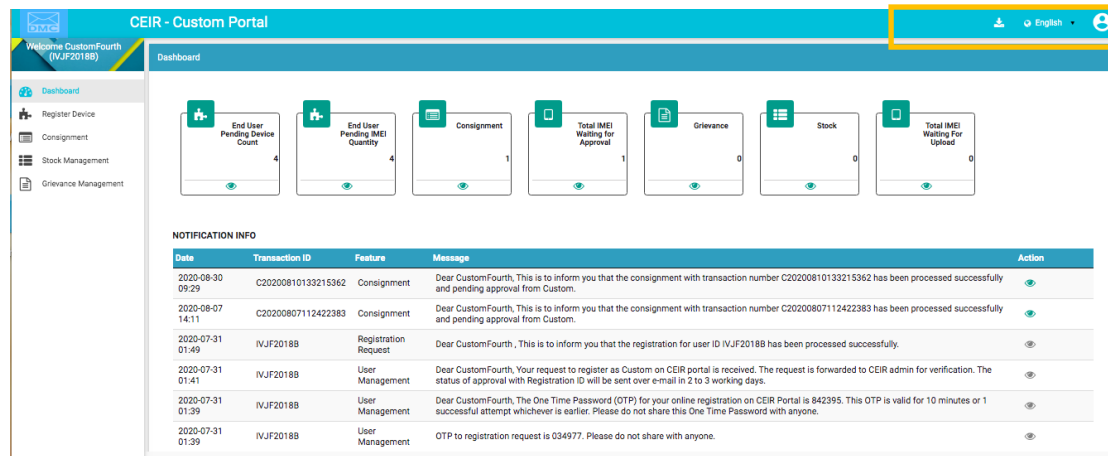 DMC
CEIR - Custom Portal
English
Welcome CustomFourth
(IVJF2018B)
Dashboard
Dashboard
Register Device
Consignment
Stock Management
Grievance Management
End User
Pending Device
Count
4
End User
Pending IMEI
Quantity
4
Consignment
1
Total IMEI
Waiting for
Approval
1
Grievance
0
Stock
0
Total IMEI
Waiting For
Upload
0
NOTIFICATION INFO
Date Transaction ID Feature Message Action
2020-08-30
09:29
C20200810133215362
Consignment
Dear CustomFourth, This is to inform you that the consignment with transaction number C20200810133215362 has been processed successfully
and pending approval from Custom.
2020-08-07
14:11
C20200807112422383
Consignment
Dear CustomFourth, This is to inform you that the consignment with transaction number C20200807112422383 has been processed successfully
and pending approval from Custom.
2020-07-31
01:49
IVJF2018B
Registration
Request
Dear CustomFourth , This is to inform you that the registration for user ID IVJF2018B has been processed successfully.
2020-07-31
01:41
IVJF2018B
User
Management
Dear CustomFourth, Your request to register as Custom on CEIR portal is received. The request is forwarded to CEIR admin for verification. The
status of approval with Registration ID will be sent over e-mail in 2 to 3 working days.
2020-07-31
01:39
IVJF2018B
User
Management
Dear CustomFourth, The One Time Password (OTP) for your online registration on CEIR Portal is 842395. This OTP is valid for 10 minutes or 1
successful attempt whichever is earlier. Please do not share this One Time Password with anyone.
2020-07-31
01:39
IVJF2018B
User
Management
OTP to registration request is 034977. Please do not share with anyone.